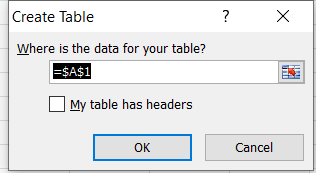 Create Table
?
Where is the data for your table?
=$A$1
My table has headers
OK Cancel